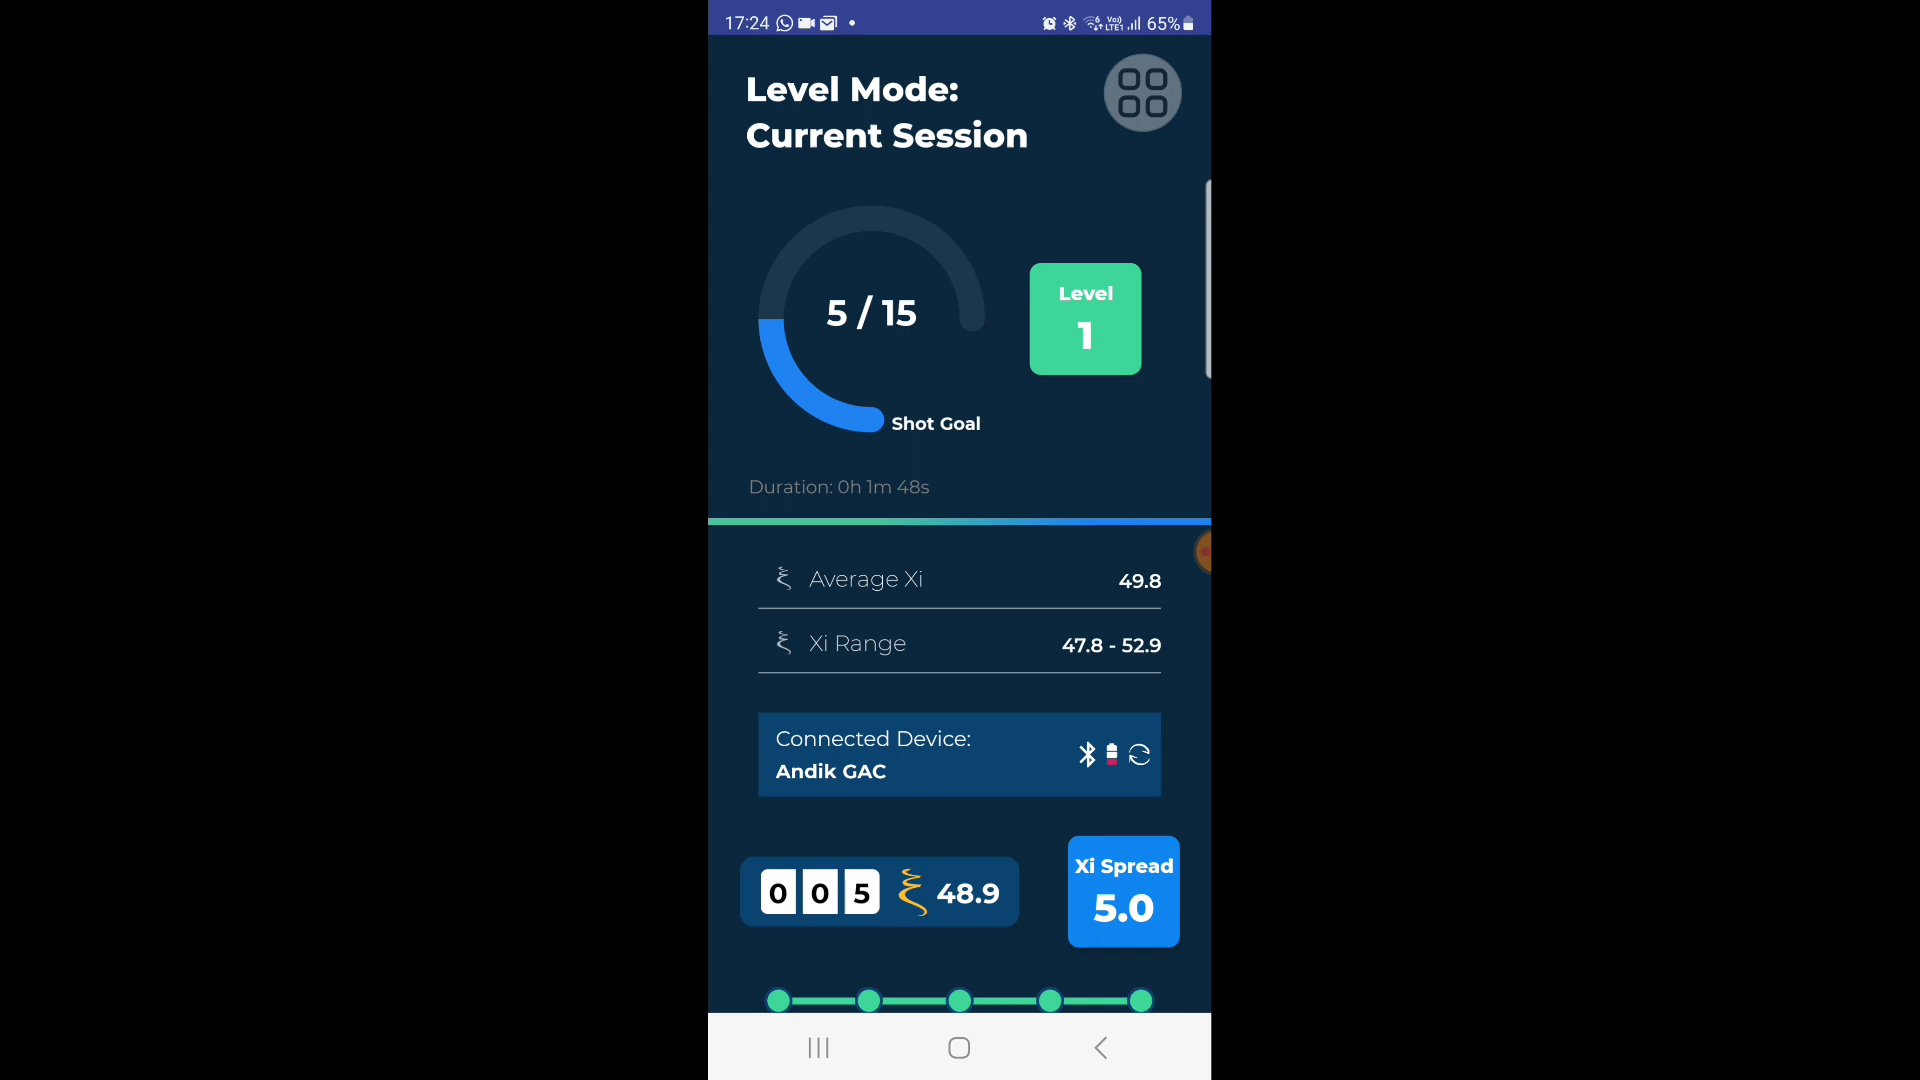 17:24
Vo))
LTE1
65%
Level Mode:
Current Session
5 / 15
Level
1
Shot Goal
Duration: 0h 1m 48s
ξ Average Xi 49.8
ξ Xi Range 47.8 - 52.9
Connected Device:
Andik GAC
0 0 5 ξ 48.9
Xi Spread
5.0